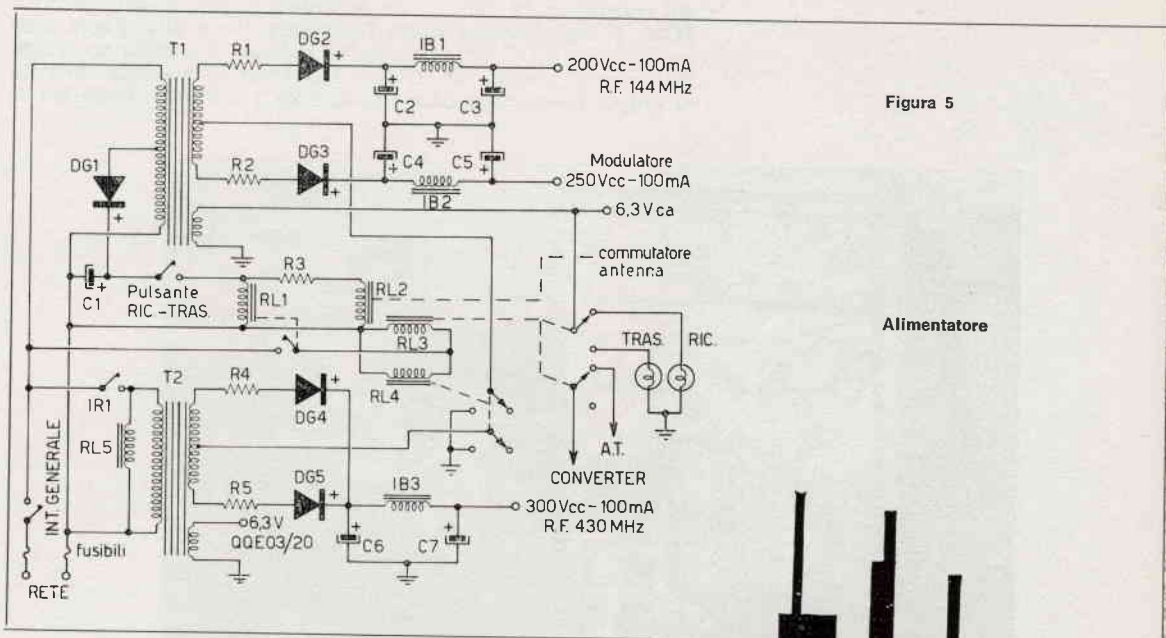 T1
R1
DG2
IB1
200Vcc-100mA
R.F. 144 MHz
C2
C3
Figura 5
DG1
R2
DG3
C4
C5
IB2
Modulatore
250Vcc-100mA
6,3 V ca
commutatore
antenna
C1
Pulsante
RIC-TRAS.
R3
RL1
RL2
RL3
RL4
TRAS.
RIC.
Alimentatore
IR1
T2
R4
DG4
RL5
A.T.
CONVERTER
INT. GENERALE
R5
DG5
IB3
300Vcc-100mA
R.F. 430 MHz
6,3V
QQE03/20
C6
C7
fusibili
RETE